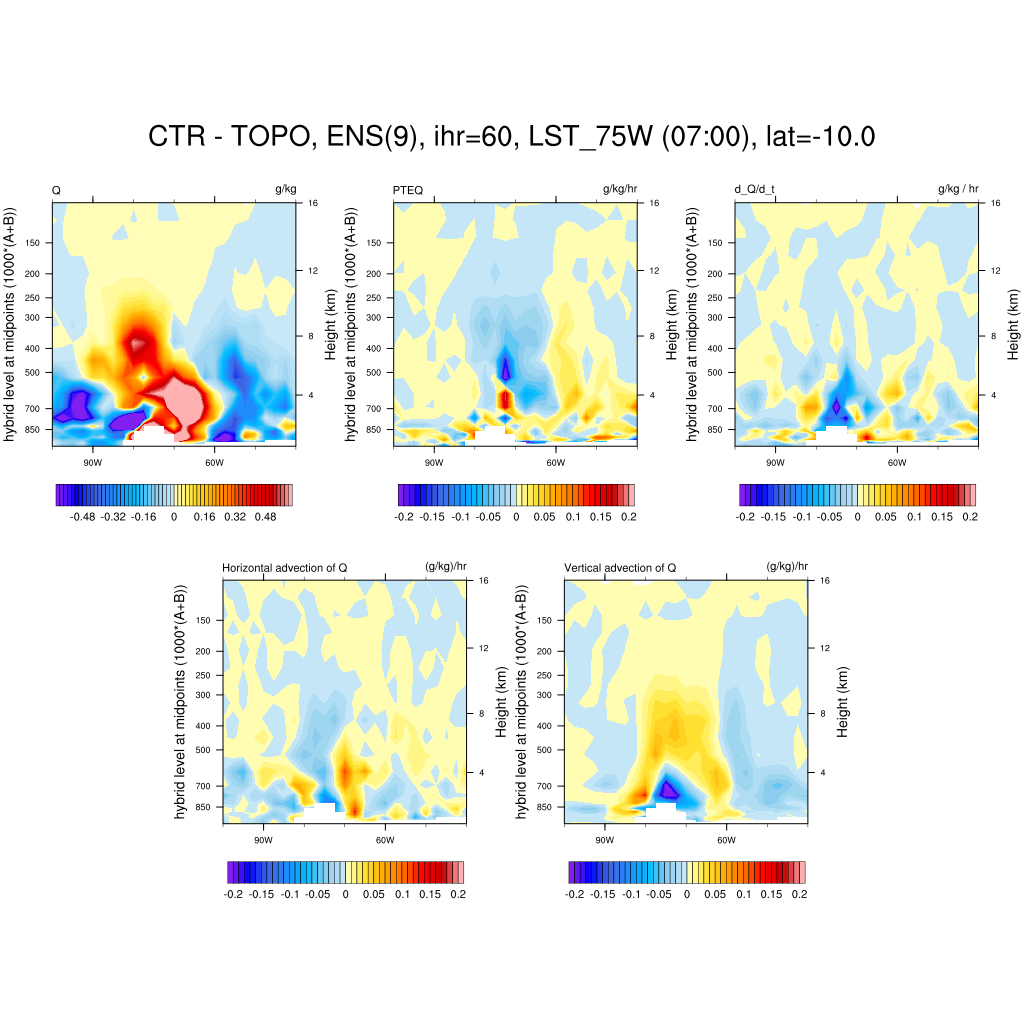 CTR - TOPO, ENS(9), ihr=60, LST_75W (07:00), lat=-10.0
Q g/kg
PTEQ g/kg/hr
d_Q/d_t g/kg / hr
hybrid level at midpoints (1000*(A+B))
150
200
250
300
400
500
700
850
16
12
8
4
Height (km)
90W 60W
-0.48 -0.32 -0.16 0 0.16 0.32 0.48
hybrid level at midpoints (1000*(A+B))
150
200
250
300
400
500
700
850
16
12
8
4
Height (km)
90W 60W
-0.2 -0.15 -0.1 -0.05 0 0.05 0.1 0.15 0.2
hybrid level at midpoints (1000*(A+B))
150
200
250
300
400
500
700
850
16
12
8
4
Height (km)
90W 60W
-0.2 -0.15 -0.1 -0.05 0 0.05 0.1 0.15 0.2
Horizontal advection of Q (g/kg)/hr
hybrid level at midpoints (1000*(A+B))
150
200
250
300
400
500
700
850
16
12
8
4
Height (km)
90W 60W
-0.2 -0.15 -0.1 -0.05 0 0.05 0.1 0.15 0.2
Vertical advection of Q (g/kg)/hr
hybrid level at midpoints (1000*(A+B))
150
200
250
300
400
500
700
850
16
12
8
4
Height (km)
90W 60W
-0.2 -0.15 -0.1 -0.05 0 0.05 0.1 0.15 0.2